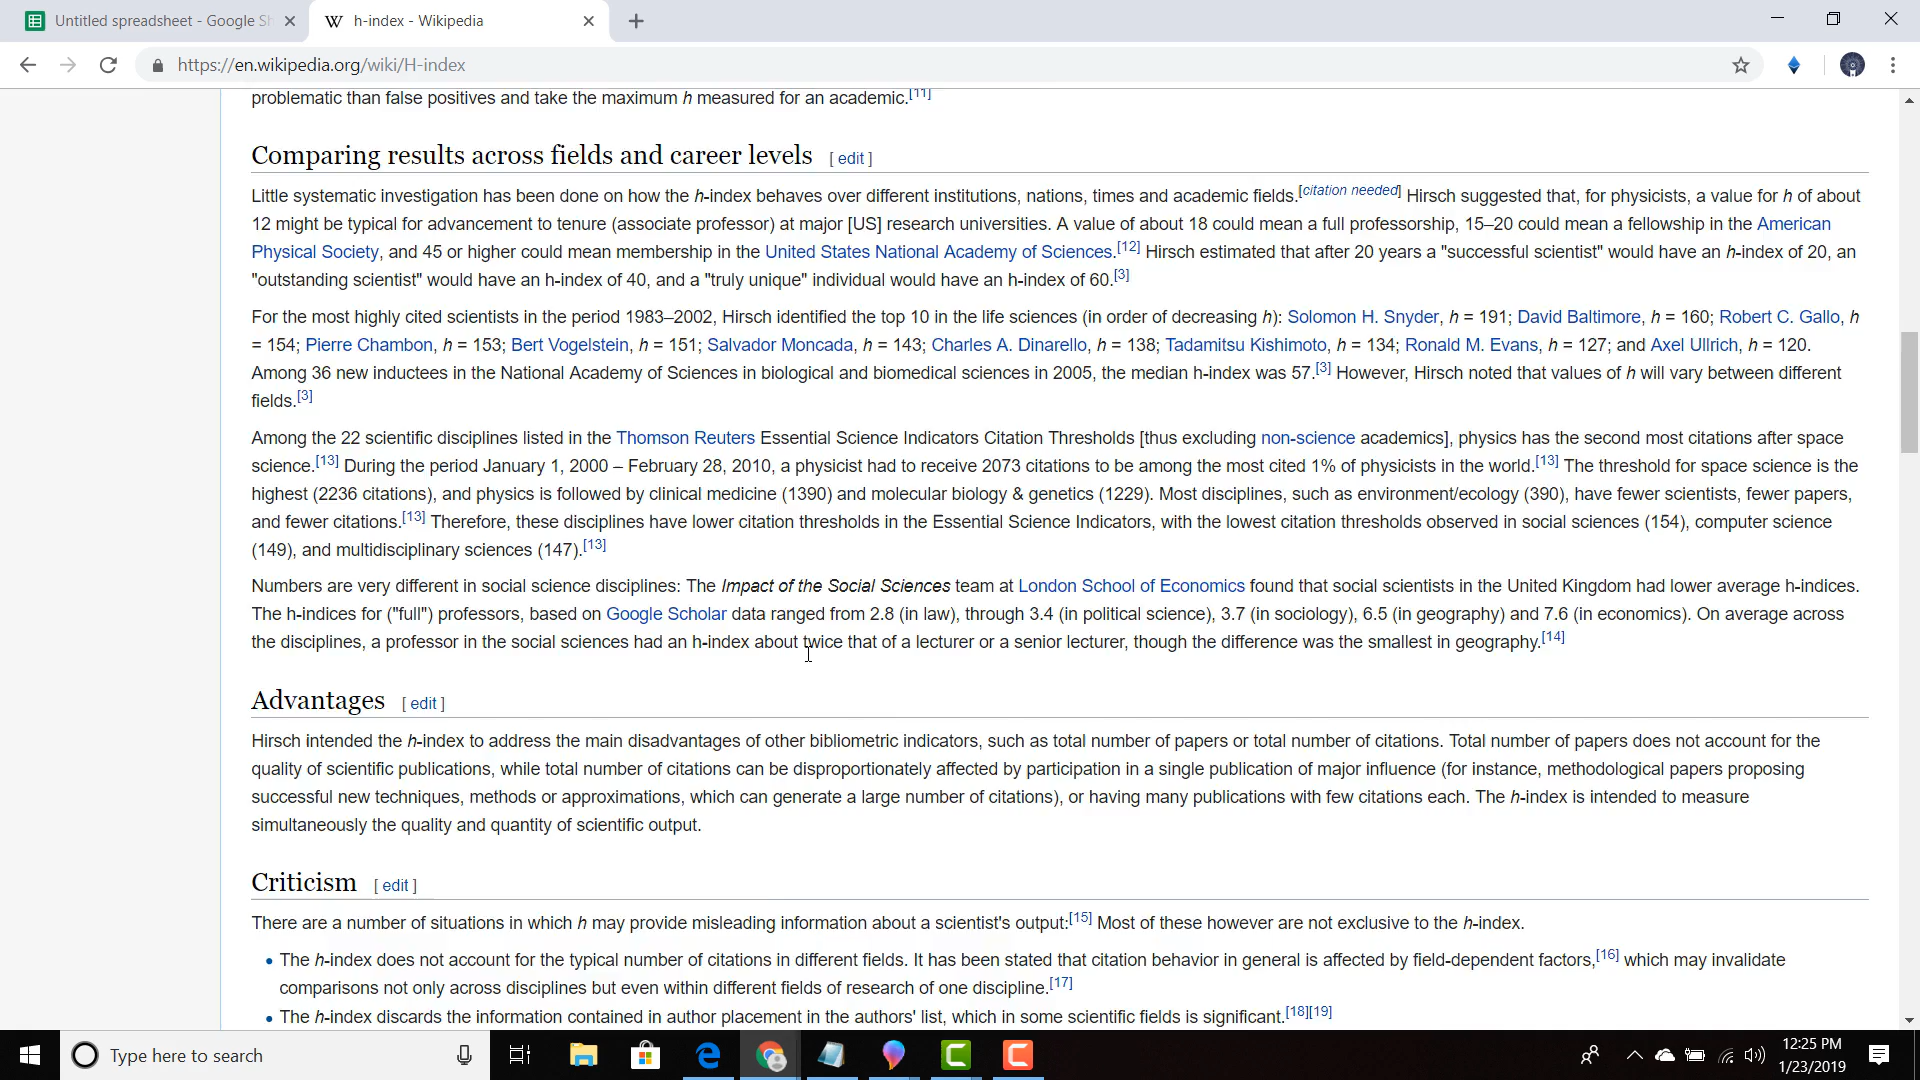 Untitled spreadsheet - Google Sh
h-index - Wikipedia
https://en.wikipedia.org/wiki/H-index
problematic than false positives and take the maximum h measured for an academic.[11]
Comparing results across fields and career levels [ edit ]
Little systematic investigation has been done on how the h-index behaves over different institutions, nations, times and academic fields.[citation needed] Hirsch suggested that, for physicists, a value for h of about
12 might be typical for advancement to tenure (associate professor) at major [US] research universities. A value of about 18 could mean a full professorship, 15–20 could mean a fellowship in the American
Physical Society, and 45 or higher could mean membership in the United States National Academy of Sciences.[12] Hirsch estimated that after 20 years a "successful scientist" would have an h-index of 20, an
"outstanding scientist" would have an h-index of 40, and a "truly unique" individual would have an h-index of 60.[3]
For the most highly cited scientists in the period 1983–2002, Hirsch identified the top 10 in the life sciences (in order of decreasing h): Solomon H. Snyder, h = 191; David Baltimore, h = 160; Robert C. Gallo, h
= 154; Pierre Chambon, h = 153; Bert Vogelstein, h = 151; Salvador Moncada, h = 143; Charles A. Dinarello, h = 138; Tadamitsu Kishimoto, h = 134; Ronald M. Evans, h = 127; and Axel Ullrich, h = 120.
Among 36 new inductees in the National Academy of Sciences in biological and biomedical sciences in 2005, the median h-index was 57.[3] However, Hirsch noted that values of h will vary between different
fields.[3]
Among the 22 scientific disciplines listed in the Thomson Reuters Essential Science Indicators Citation Thresholds [thus excluding non-science academics], physics has the second most citations after space
science.[13] During the period January 1, 2000 – February 28, 2010, a physicist had to receive 2073 citations to be among the most cited 1% of physicists in the world.[13] The threshold for space science is the
highest (2236 citations), and physics is followed by clinical medicine (1390) and molecular biology & genetics (1229). Most disciplines, such as environment/ecology (390), have fewer scientists, fewer papers,
and fewer citations.[13] Therefore, these disciplines have lower citation thresholds in the Essential Science Indicators, with the lowest citation thresholds observed in social sciences (154), computer science
(149), and multidisciplinary sciences (147).[13]
Numbers are very different in social science disciplines: The Impact of the Social Sciences team at London School of Economics found that social scientists in the United Kingdom had lower average h-indices.
The h-indices for ("full") professors, based on Google Scholar data ranged from 2.8 (in law), through 3.4 (in political science), 3.7 (in sociology), 6.5 (in geography) and 7.6 (in economics). On average across
the disciplines, a professor in the social sciences had an h-index about twice that of a lecturer or a senior lecturer, though the difference was the smallest in geography.[14]
Advantages [ edit ]
Hirsch intended the h-index to address the main disadvantages of other bibliometric indicators, such as total number of papers or total number of citations. Total number of papers does not account for the
quality of scientific publications, while total number of citations can be disproportionately affected by participation in a single publication of major influence (for instance, methodological papers proposing
successful new techniques, methods or approximations, which can generate a large number of citations), or having many publications with few citations each. The h-index is intended to measure
simultaneously the quality and quantity of scientific output.
Criticism [ edit ]
There are a number of situations in which h may provide misleading information about a scientist's output:[15] Most of these however are not exclusive to the h-index.
The h-index does not account for the typical number of citations in different fields. It has been stated that citation behavior in general is affected by field-dependent factors,[16] which may invalidate
comparisons not only across disciplines but even within different fields of research of one discipline.[17]
The h-index discards the information contained in author placement in the authors' list, which in some scientific fields is significant.[18][19]
Type here to search
12:25 PM
1/23/2019